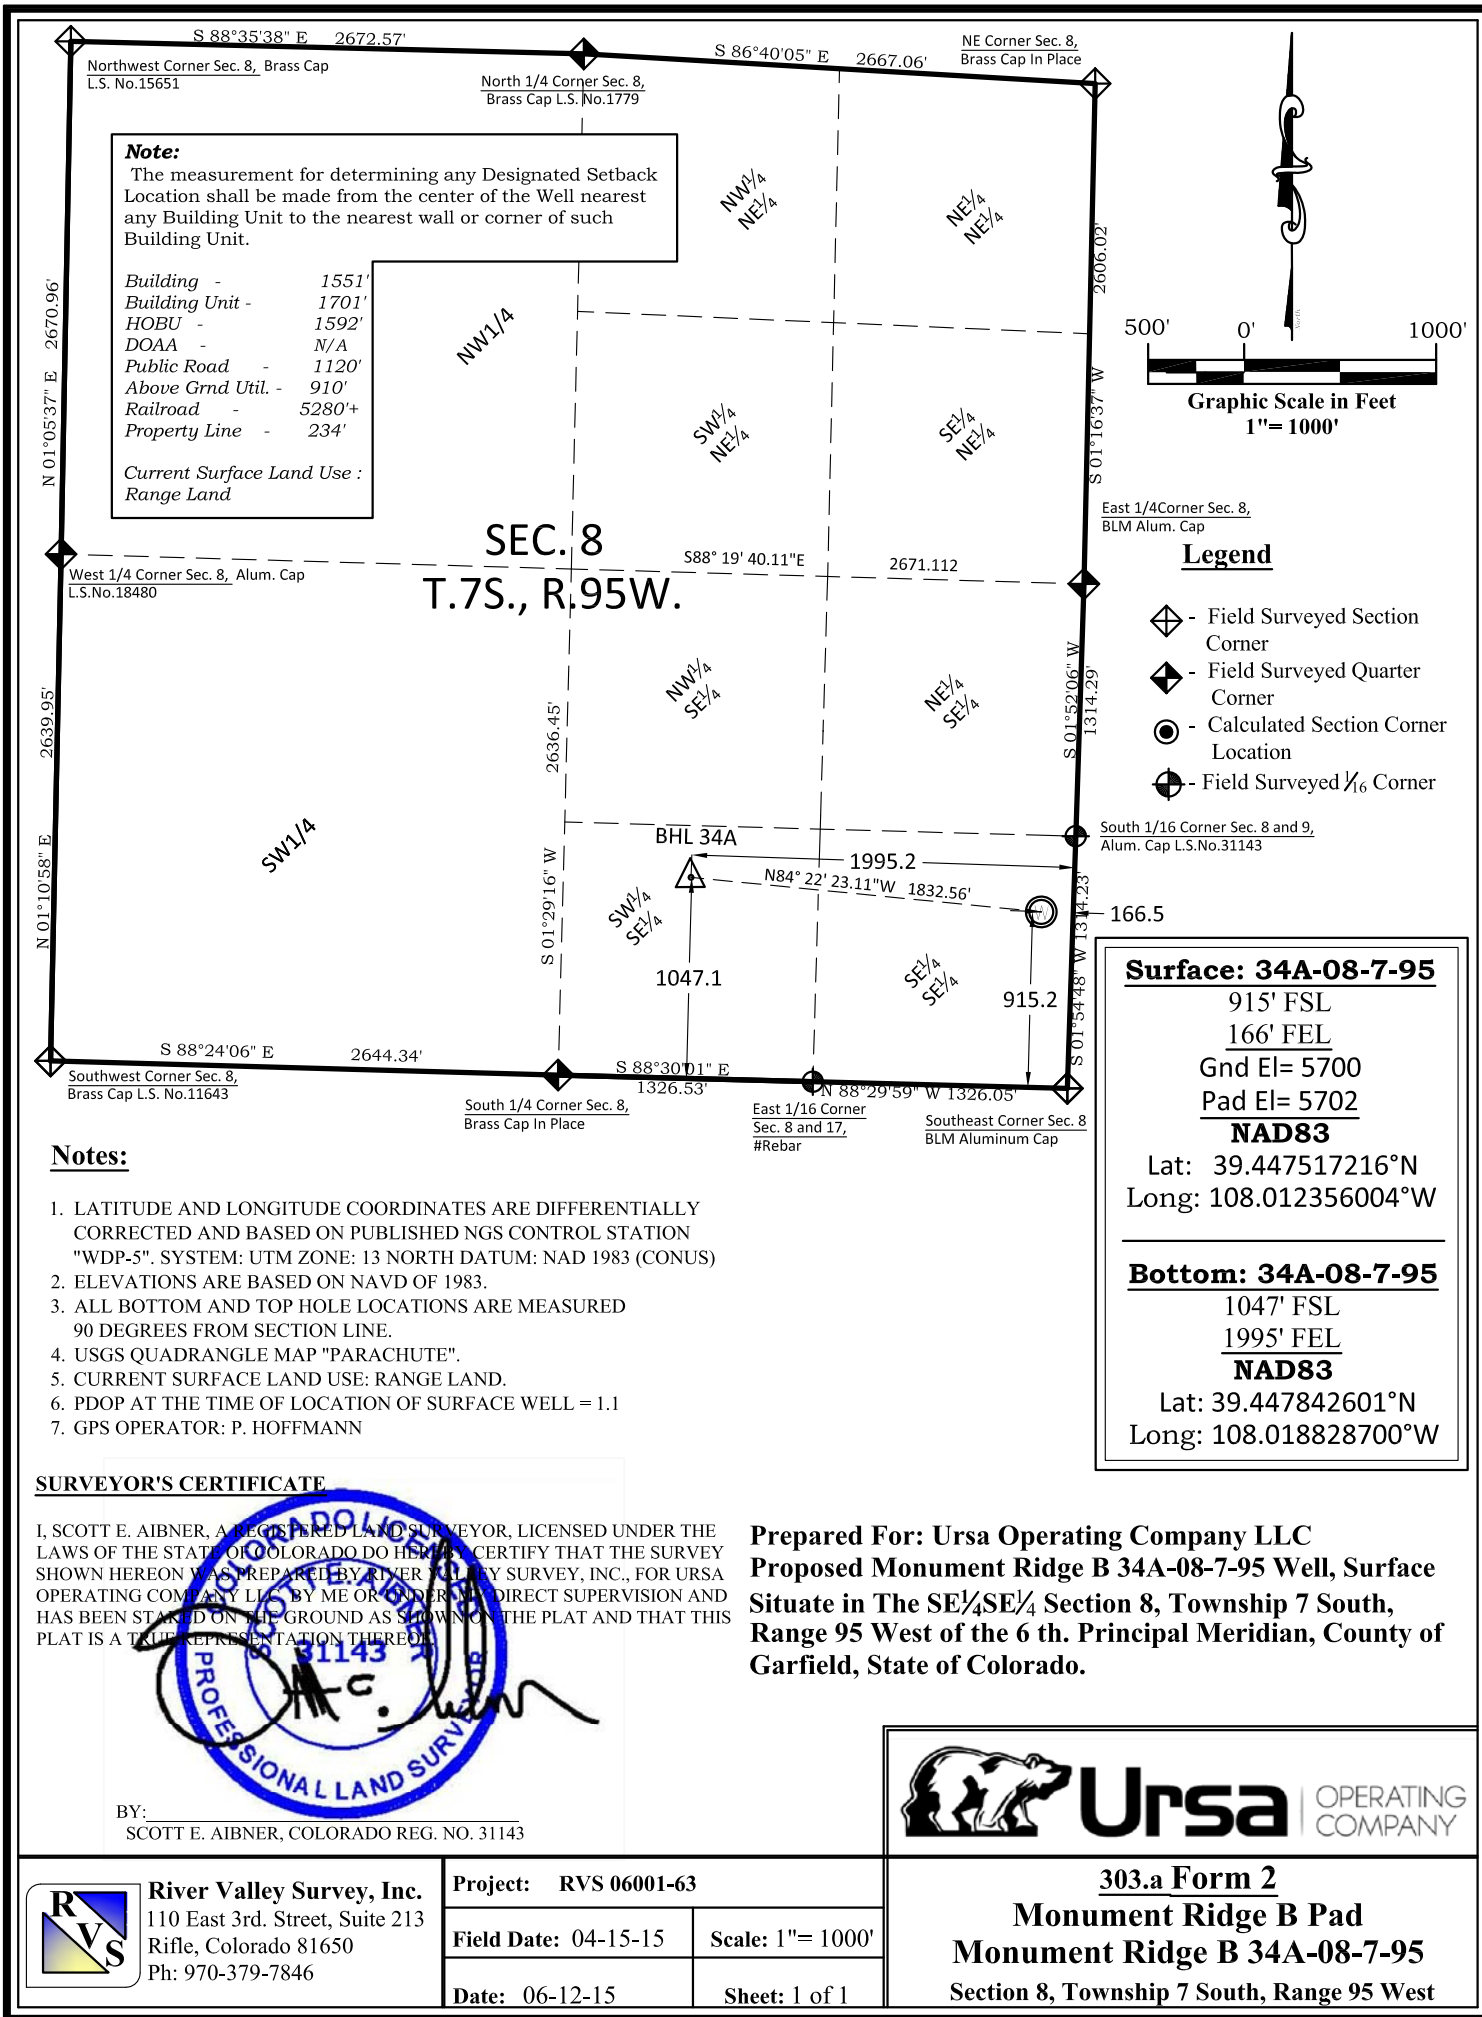 S 88°35'38" E 2672.57'
S 86°40'05" E 2667.06'
NE Corner Sec. 8,
Brass Cap In Place
Northwest Corner Sec. 8, Brass Cap
L.S. No.15651
North 1/4 Corner Sec. 8,
Brass Cap L.S. No.1779
Note:
The measurement for determining any Designated Setback
Location shall be made from the center of the Well nearest
any Building Unit to the nearest wall or corner of such
Building Unit.
Building - 1551'
Building Unit - 1701'
HOBU - 1592'
DOAA - N/A
Public Road - 1120'
Above Grnd Util. - 910'
Railroad - 5280'+
Property Line - 234'
Current Surface Land Use :
Range Land
N 01°05'37" E 2670.96'
NW1/4
NW¼
NE¼
NE¼
NE¼
SW¼
NE¼
SE¼
NE¼
S 01°16'37" W 2606.02'
North
500' 0' 1000'
Graphic Scale in Feet
1"= 1000'
East 1/4Corner Sec. 8,
BLM Alum. Cap
SEC. 8
T.7S., R.95W.
S88° 19' 40.11"E 2671.112
West 1/4 Corner Sec. 8, Alum. Cap
L.S.No.18480
Legend
- Field Surveyed Section
Corner
- Field Surveyed Quarter
Corner
- Calculated Section Corner
Location
- Field Surveyed 1/16 Corner
N 01°10'58" E 2639.95'
SW1/4
S 01°29'16" W 2636.45'
NW¼
SE¼
NE¼
SE¼
S 01°52'06" W
1314.29'
South 1/16 Corner Sec. 8 and 9,
Alum. Cap L.S.No.31143
BHL 34A
1995.2
N84° 22' 23.11"W 1832.56'
166.5
SW¼
SE¼
SE¼
SE¼
1047.1
915.2
S 01°54'48" W 1314.23'
S 88°24'06" E 2644.34'
S 88°30'01" E
1326.53'
N 88°29'59" W 1326.05'
Southwest Corner Sec. 8,
Brass Cap L.S. No.11643
South 1/4 Corner Sec. 8,
Brass Cap In Place
East 1/16 Corner
Sec. 8 and 17,
#Rebar
Southeast Corner Sec. 8
BLM Aluminum Cap
Surface: 34A-08-7-95
915' FSL
166' FEL
Gnd El= 5700
Pad El= 5702
NAD83
Lat: 39.447517216°N
Long: 108.012356004°W
Bottom: 34A-08-7-95
1047' FSL
1995' FEL
NAD83
Lat: 39.447842601°N
Long: 108.018828700°W
Notes:
1. LATITUDE AND LONGITUDE COORDINATES ARE DIFFERENTIALLY
CORRECTED AND BASED ON PUBLISHED NGS CONTROL STATION
"WDP-5". SYSTEM: UTM ZONE: 13 NORTH DATUM: NAD 1983 (CONUS)
2. ELEVATIONS ARE BASED ON NAVD OF 1983.
3. ALL BOTTOM AND TOP HOLE LOCATIONS ARE MEASURED
90 DEGREES FROM SECTION LINE.
4. USGS QUADRANGLE MAP "PARACHUTE".
5. CURRENT SURFACE LAND USE: RANGE LAND.
6. PDOP AT THE TIME OF LOCATION OF SURFACE WELL = 1.1
7. GPS OPERATOR: P. HOFFMANN
SURVEYOR'S CERTIFICATE
I, SCOTT E. AIBNER, A REGISTERED LAND SURVEYOR, LICENSED UNDER THE
LAWS OF THE STATE OF COLORADO DO HEREBY CERTIFY THAT THE SURVEY
SHOWN HEREON WAS PREPARED BY RIVER VALLEY SURVEY, INC., FOR URSA
OPERATING COMPANY LLC BY ME OR UNDER MY DIRECT SUPERVISION AND
HAS BEEN STAKED ON THE GROUND AS SHOWN ON THE PLAT AND THAT THIS
PLAT IS A TRUE REPRESENTATION THEREOF.
COLORADO LICENSED
SCOTT E. AIBNER
31143
PROFESSIONAL LAND SURVEYOR
BY:
SCOTT E. AIBNER, COLORADO REG. NO. 31143
Prepared For: Ursa Operating Company LLC
Proposed Monument Ridge B 34A-08-7-95 Well, Surface
Situate in The SE¼SE¼ Section 8, Township 7 South,
Range 95 West of the 6 th. Principal Meridian, County of
Garfield, State of Colorado.
Ursa OPERATING
COMPANY
RVS
River Valley Survey, Inc.
110 East 3rd. Street, Suite 213
Rifle, Colorado 81650
Ph: 970-379-7846
Project: RVS 06001-63
Field Date: 04-15-15 Scale: 1"= 1000'
Date: 06-12-15 Sheet: 1 of 1
303.a Form 2
Monument Ridge B Pad
Monument Ridge B 34A-08-7-95
Section 8, Township 7 South, Range 95 West